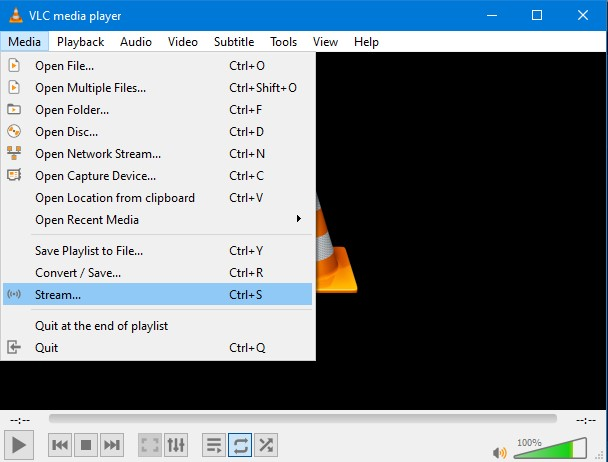 VLC media player
Media Playback Audio Video Subtitle Tools View Help
Open File... Ctrl+O
Open Multiple Files... Ctrl+Shift+O
Open Folder... Ctrl+F
Open Disc... Ctrl+D
Open Network Stream... Ctrl+N
Open Capture Device... Ctrl+C
Open Location from clipboard Ctrl+V
Open Recent Media
Save Playlist to File... Ctrl+Y
Convert / Save... Ctrl+R
Stream... Ctrl+S
Quit at the end of playlist
Quit Ctrl+Q
--:-- --:--
100%